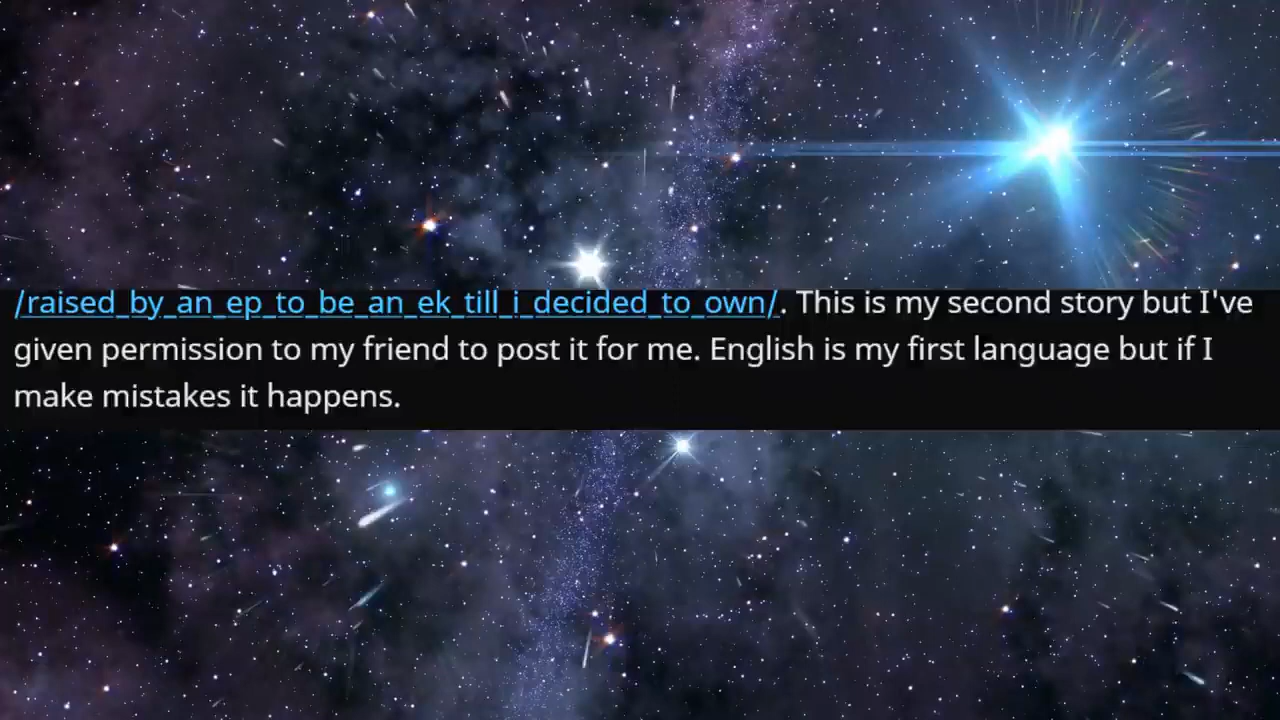 /raised_by_an_ep_to_be_an_ek_till_i_decided_to_own/. This is my second story but I've
given permission to my friend to post it for me. English is my first language but if I
make mistakes it happens.